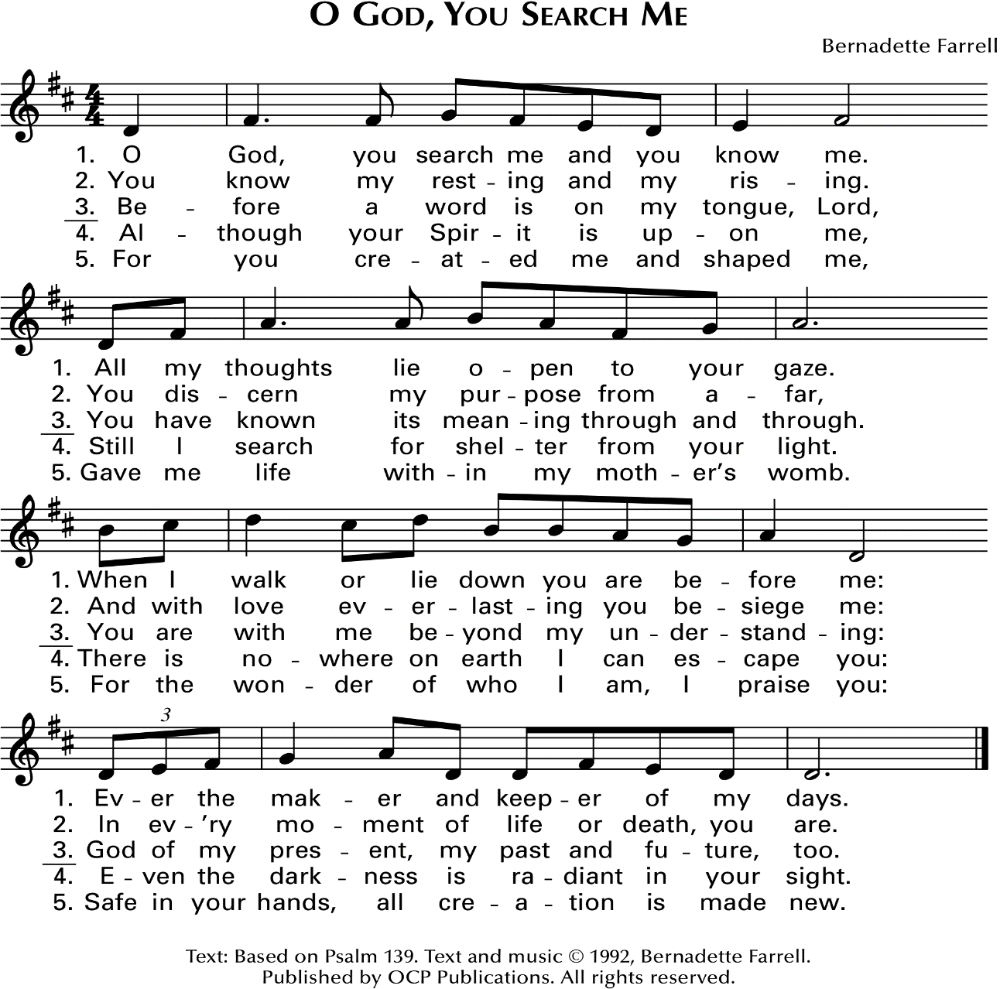 O GOD, YOU SEARCH ME
Bernadette Farrell
4
4
1. O God, you search me and you know me.
2. You know my rest - ing and my ris - ing.
3. Be - fore a word is on my tongue, Lord,
4. Al - though your Spir - it is up - on me,
5. For you cre - at - ed me and shaped me,
1. All my thoughts lie o - pen to your gaze.
2. You dis - cern my pur - pose from a - far,
3. You have known its mean - ing through and through.
4. Still I search for shel - ter from your light.
5. Gave me life with - in my moth - er's womb.
1. When I walk or lie down you are be - fore me:
2. And with love ev - er - last - ing you be - siege me:
3. You are with me be - yond my un - der - stand - ing:
4. There is no - where on earth I can es - cape you:
5. For the won - der of who I am, I praise you:
3
1. Ev - er the mak - er and keep - er of my days.
2. In ev - 'ry mo - ment of life or death, you are.
3. God of my pres - ent, my past and fu - ture, too.
4. E - ven the dark - ness is ra - diant in your sight.
5. Safe in your hands, all cre - a - tion is made new.
Text: Based on Psalm 139. Text and music © 1992, Bernadette Farrell.
Published by OCP Publications. All rights reserved.